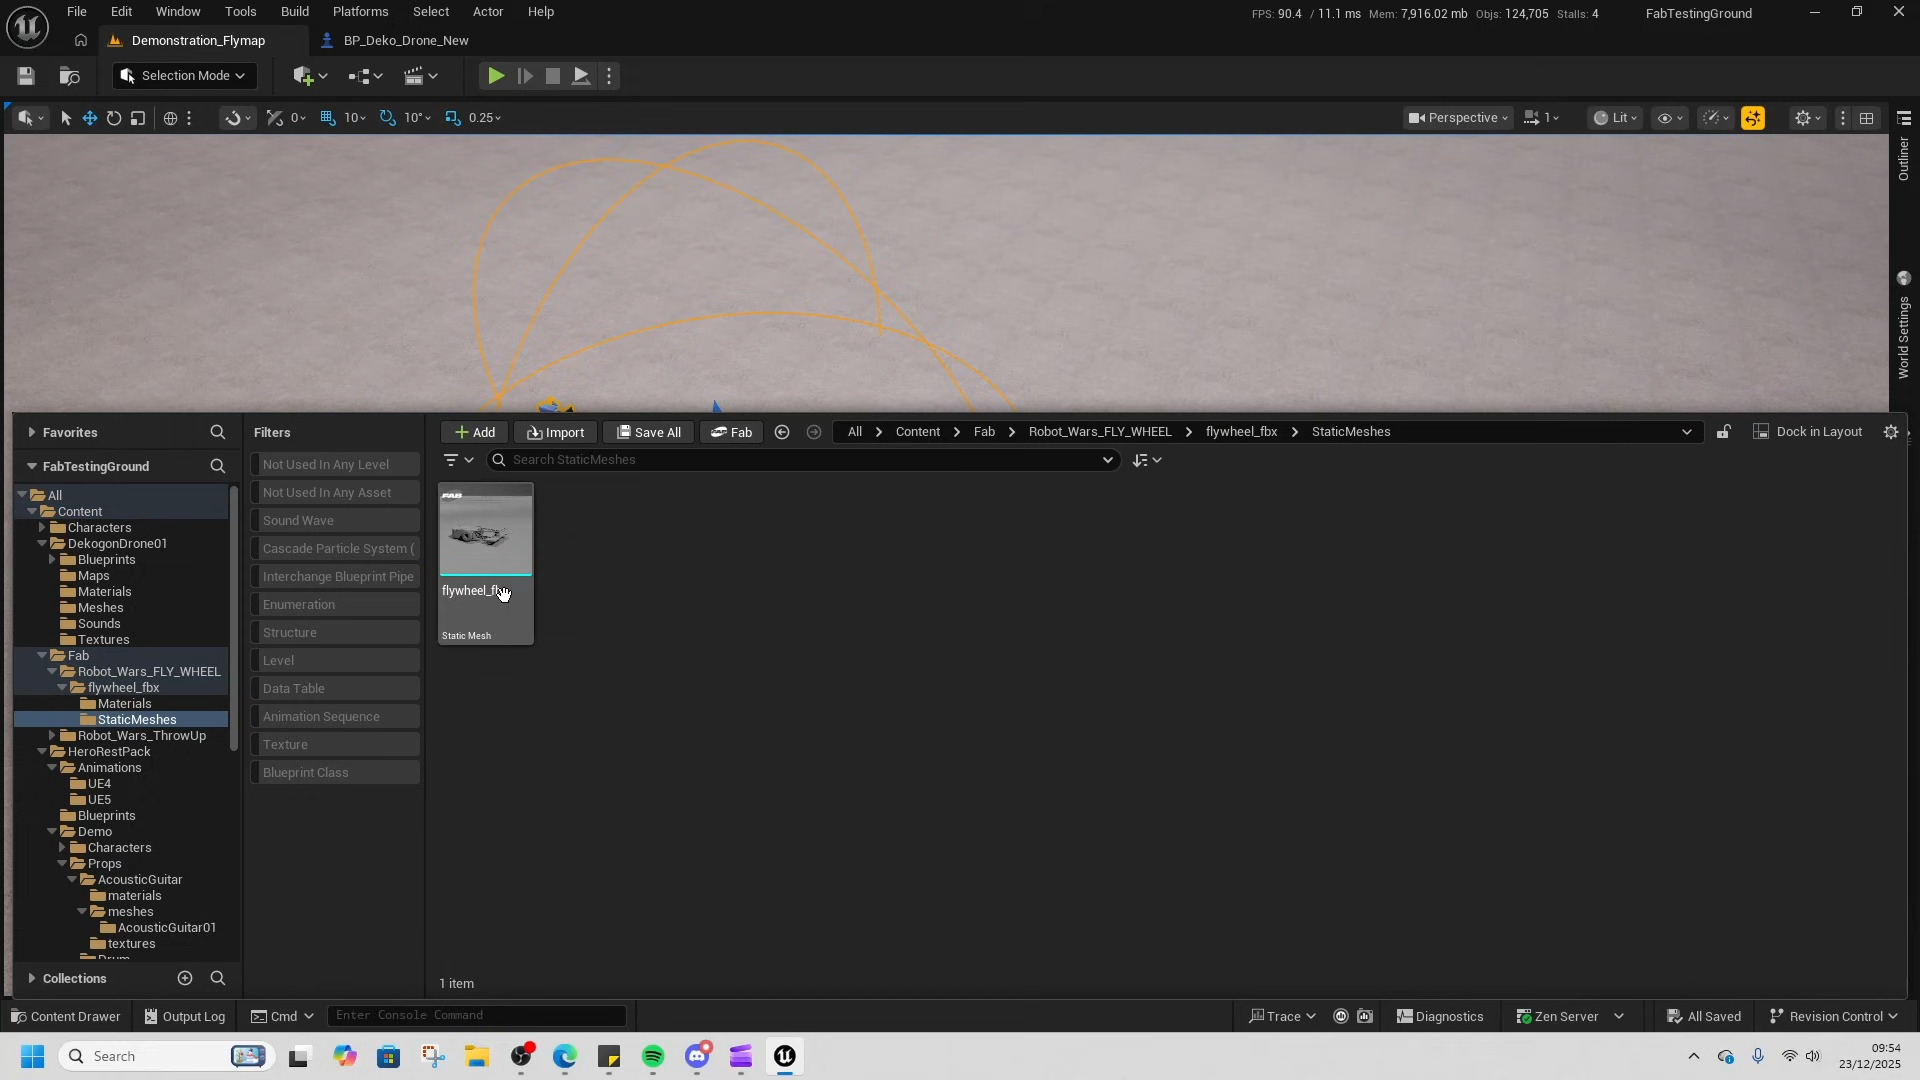 File Edit Window Tools Build Platforms Select Actor Help
FPS: 90.4 / 11.1 ms Mem: 7,916.02 mb Objs: 124,705 Stalls: 4
FabTestingGround
Demonstration_Flymap
BP_Deko_Drone_New
Selection Mode
0
10
10°
0.25
Perspective
1
Lit
Outliner
World Settings
Favorites
Filters
Add
Import
Save All
Fab
All > Content > Fab > Robot_Wars_FLY_WHEEL > flywheel_fbx > StaticMeshes
Dock in Layout
FabTestingGround
Search StaticMeshes
All
Content
Characters
DekogonDrone01
Blueprints
Maps
Materials
Meshes
Sounds
Textures
Fab
Robot_Wars_FLY_WHEEL
flywheel_fbx
Materials
StaticMeshes
Robot_Wars_ThrowUp
HeroRestPack
Animations
UE4
UE5
Blueprints
Demo
Characters
Props
AcousticGuitar
materials
meshes
AcousticGuitar01
textures
Drum
Not Used In Any Level
Not Used In Any Asset
Sound Wave
Cascade Particle System (
Interchange Blueprint Pipe
Enumeration
Structure
Level
Data Table
Animation Sequence
Texture
Blueprint Class
FAB
Static Mesh
1 item
Collections
Content Drawer
Output Log
Cmd
Enter Console Command
Trace
Diagnostics
Zen Server
All Saved
Revision Control
Search
09:54
23/12/2025